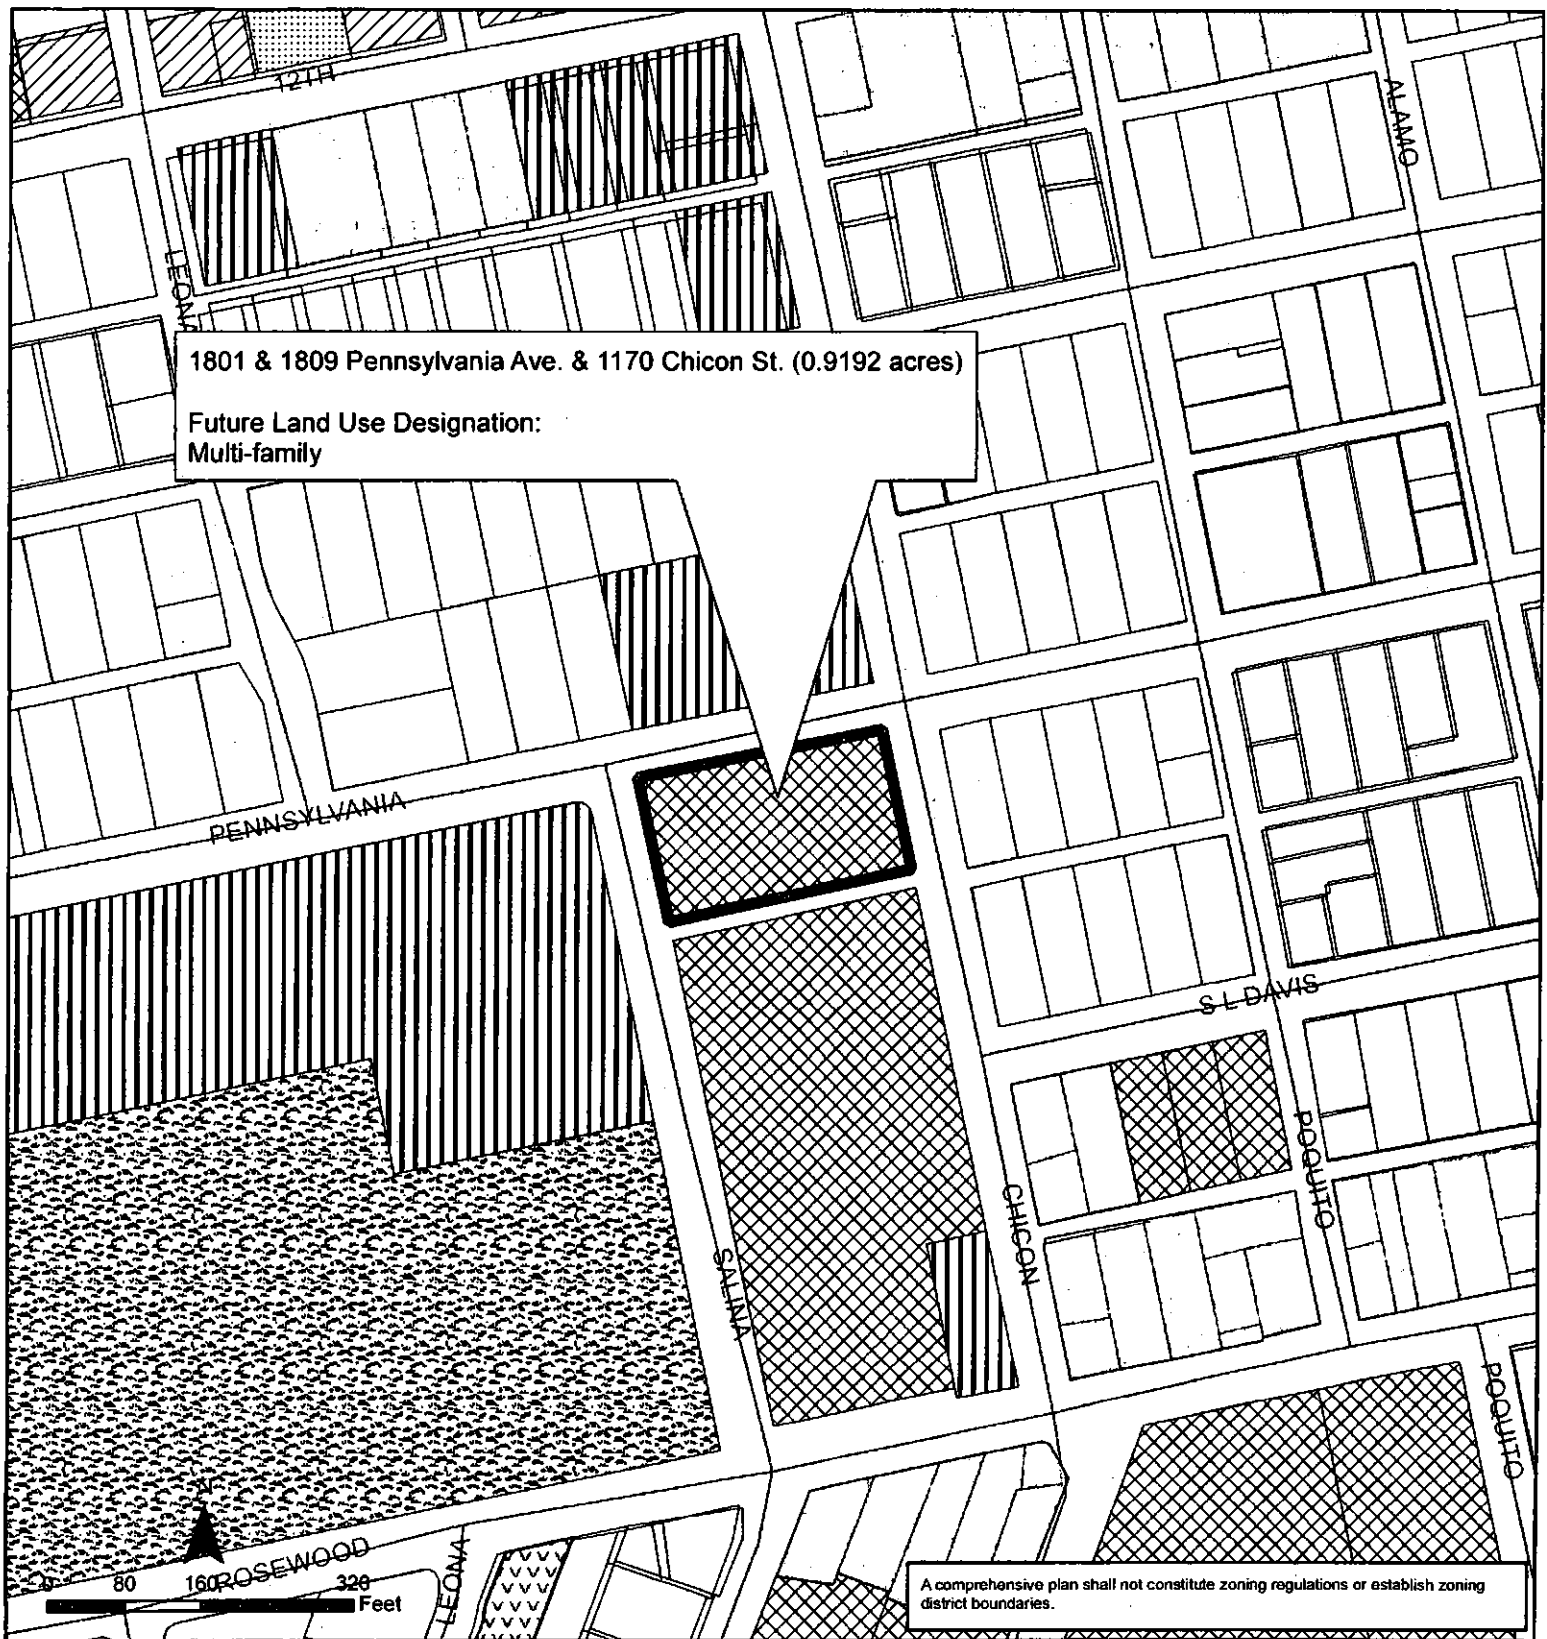 12TH
ALAMO
LEONA
1801 & 1809 Pennsylvania Ave. & 1170 Chicon St. (0.9192 acres)
Future Land Use Designation:
Multi-family
PENNSYLVANIA
S L DAVIS
POQUITO
CHICON
SALINA
POQUITO
N
ROSEWOOD
LEONA
0 80 160 320
Feet
A comprehensive plan shall not constitute zoning regulations or establish zoning
district boundaries.